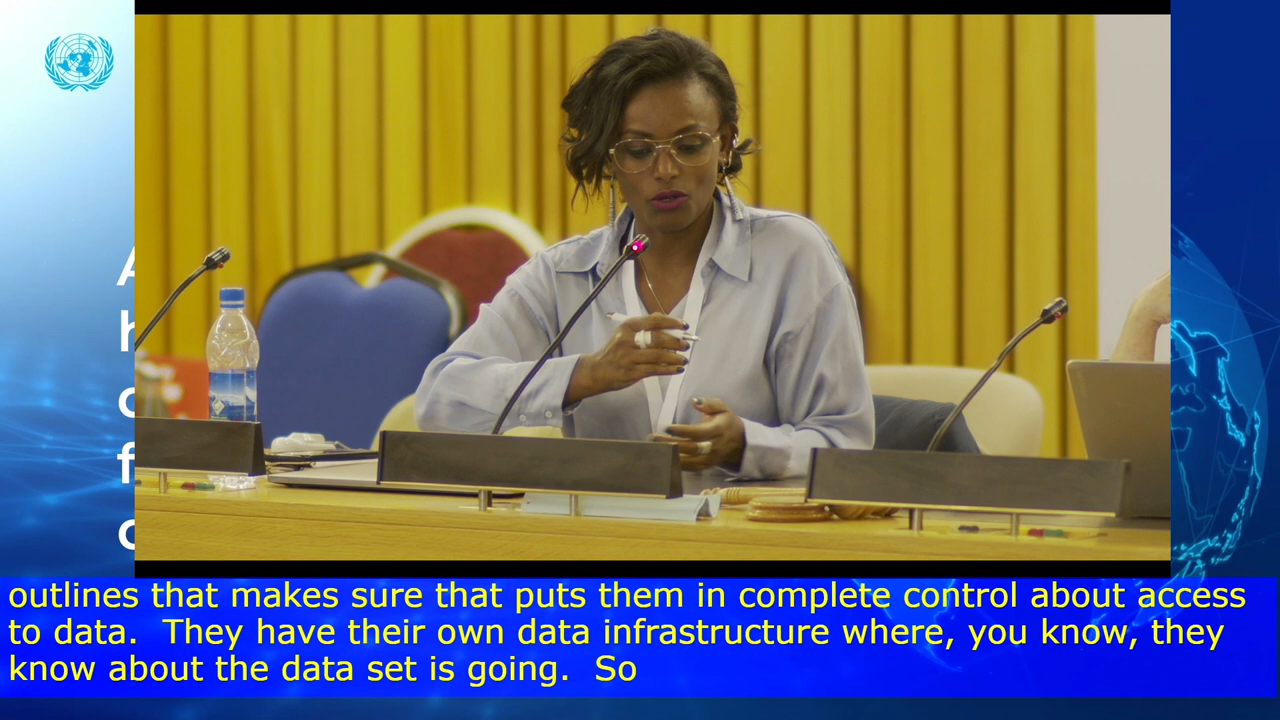 outlines that makes sure that puts them in complete control about access
to data.  They have their own data infrastructure where, you know, they
know about the data set is going.  So